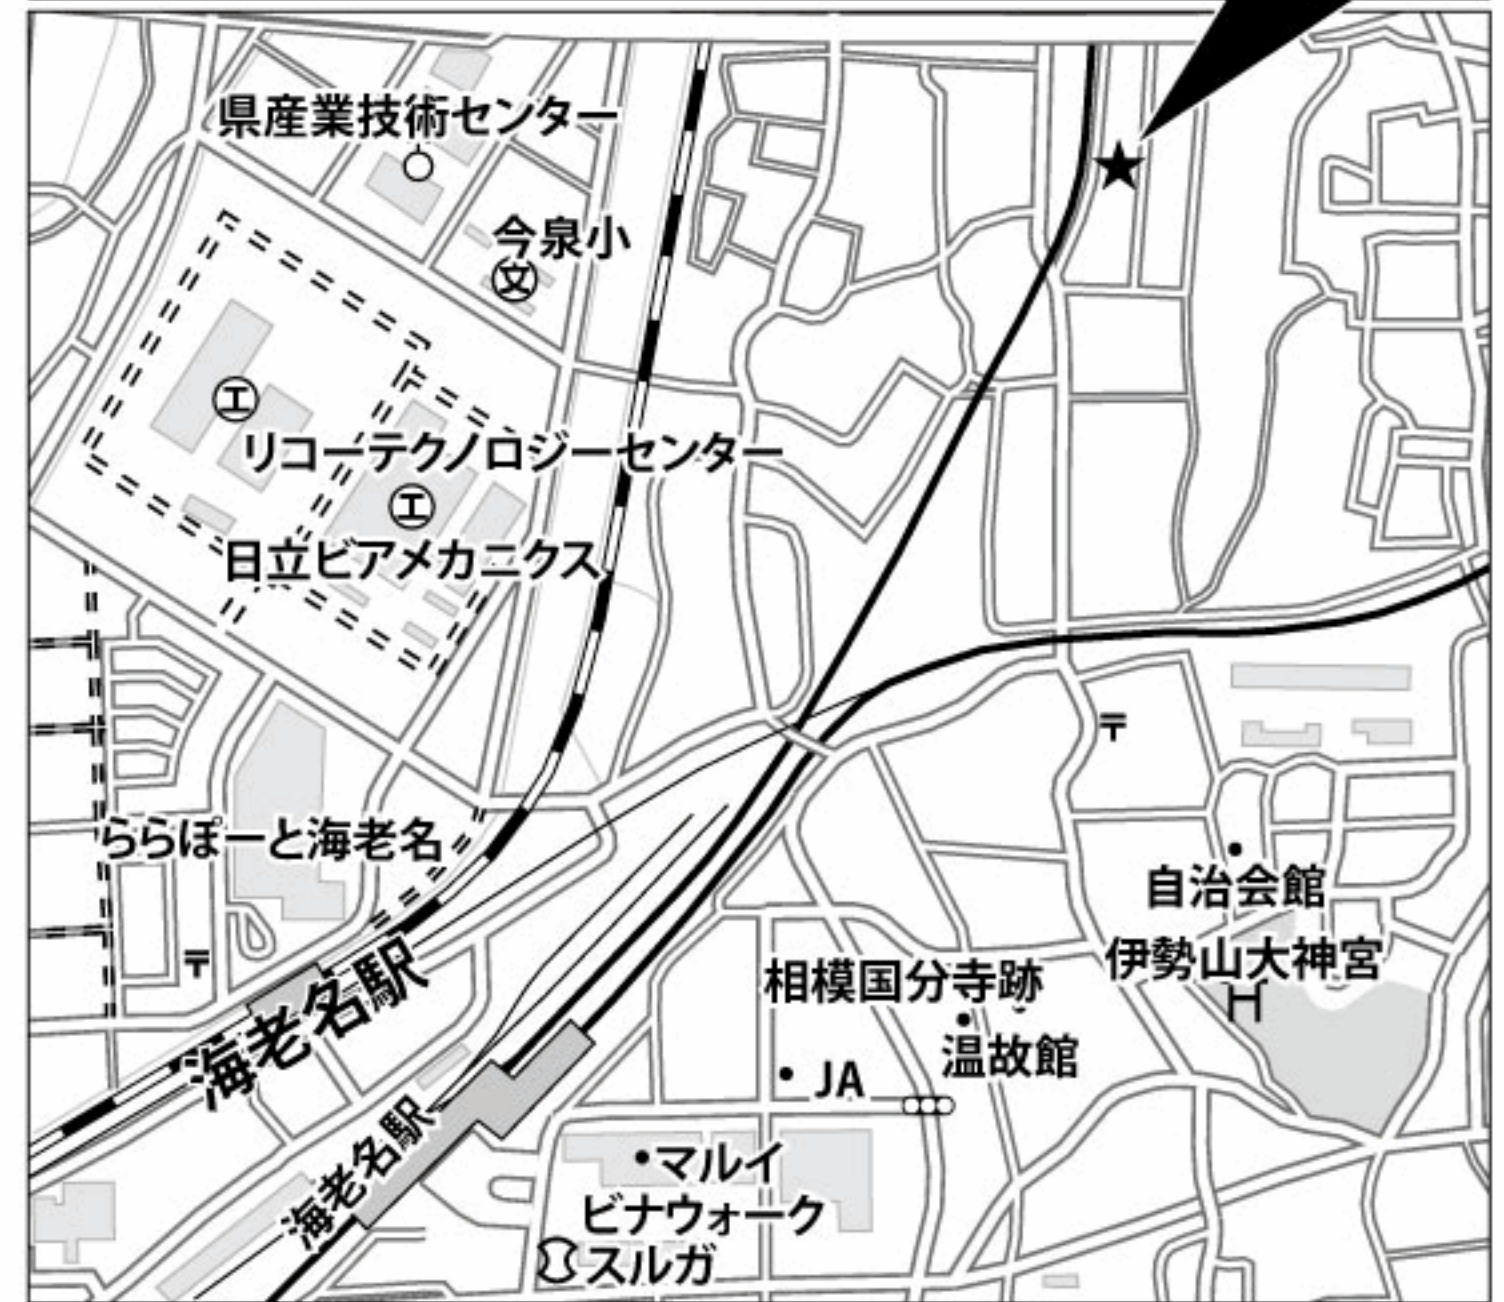 県産業技術センター
今泉小
文
工
リコーテクノロジーセンター
工
日立ビアメカニクス
〒
ららぽーと海老名
自治会館
〒
海老名駅
相模国分寺跡
伊勢山大神宮
温故館
JA
海老名駅
マルイ
ビナウォーク
スルガ